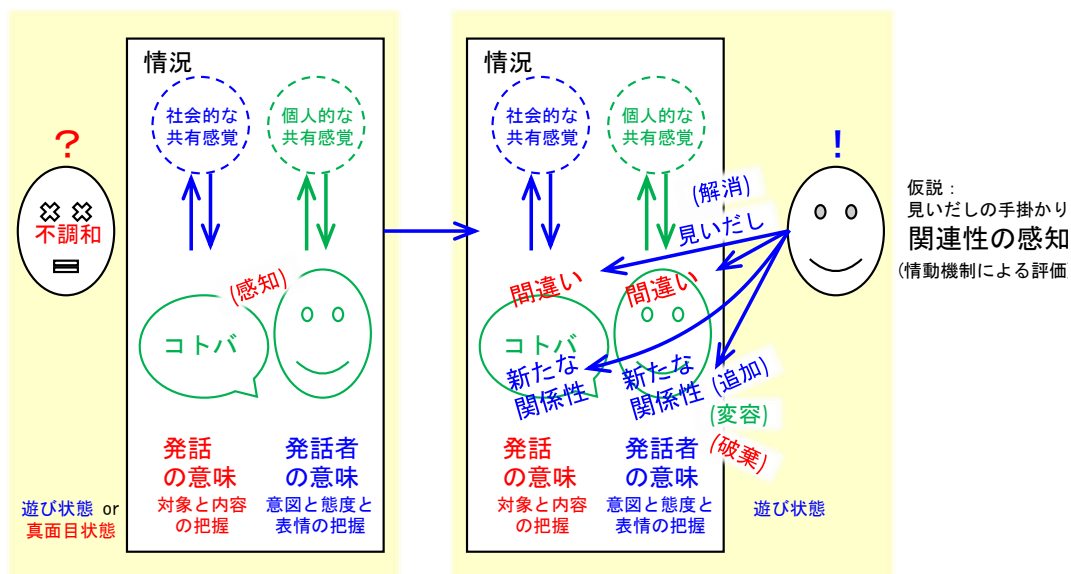 情況
社会的な
共有感覚
個人的な
共有感覚
?
不調和
(感知)
コトバ
発話
の意味
対象と内容
の把握
発話者
の意味
意図と態度と
表情の把握
遊び状態 or
真面目状態
情況
社会的な
共有感覚
個人的な
共有感覚
!
(解消)
見いだし
間違い
間違い
コトバ
新たな
関係性
新たな
関係性
(追加)
(変容)
(破棄)
発話
の意味
対象と内容
の把握
発話者
の意味
意図と態度と
表情の把握
遊び状態
仮説：
見いだしの手掛かり
関連性の感知
(情動機制による評価)